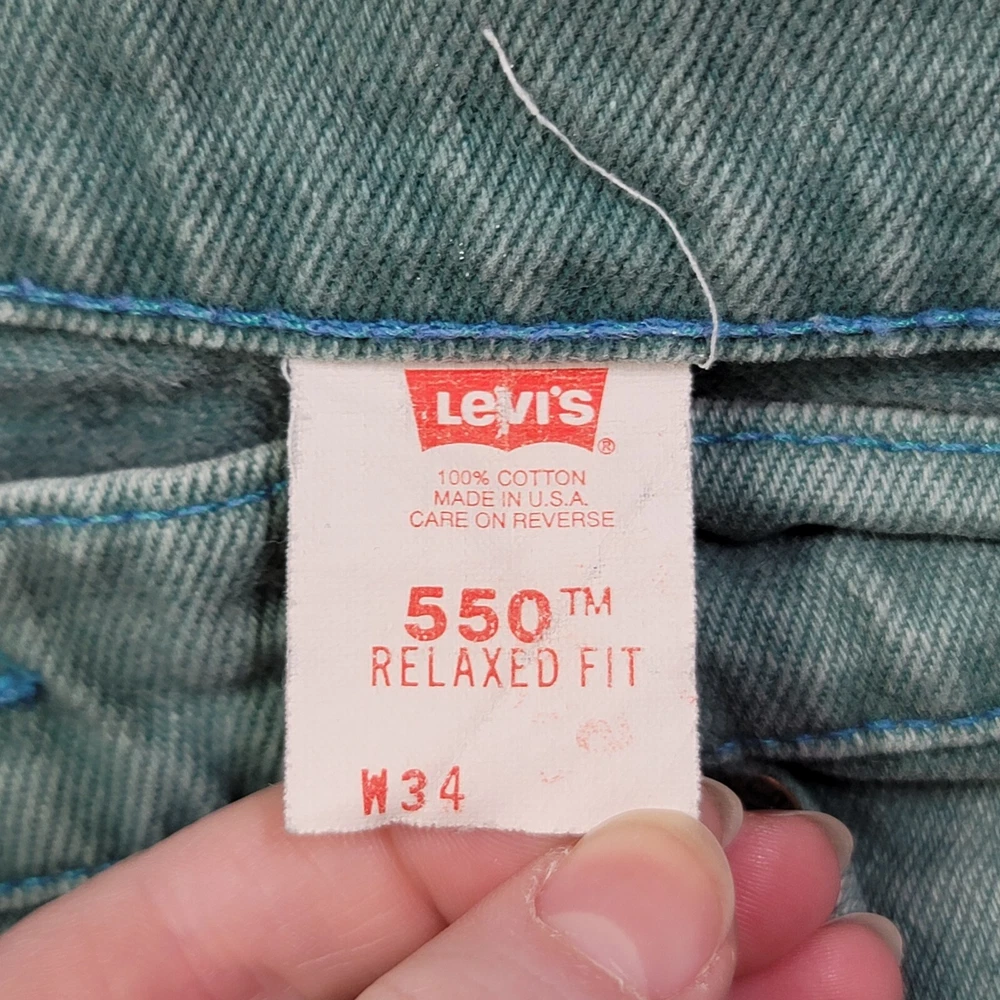 Levi's®
100% COTTON
MADE IN U.S.A.
CARE ON REVERSE
550™
RELAXED FIT
W34